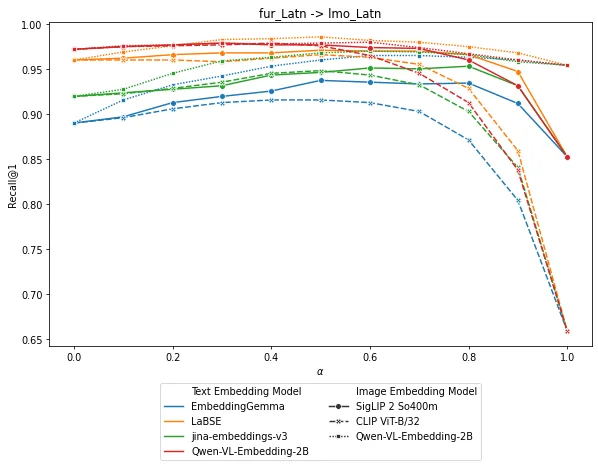 fur_Latn -> lmo_Latn
1.00
0.95
0.90
0.85
0.80
0.75
0.70
0.65
Recall@1
0.0 0.2 0.4 0.6 0.8 1.0
α
Text Embedding Model Image Embedding Model
EmbeddingGemma SigLIP 2 So400m
LaBSE CLIP ViT-B/32
jina-embeddings-v3 Qwen-VL-Embedding-2B
Qwen-VL-Embedding-2B